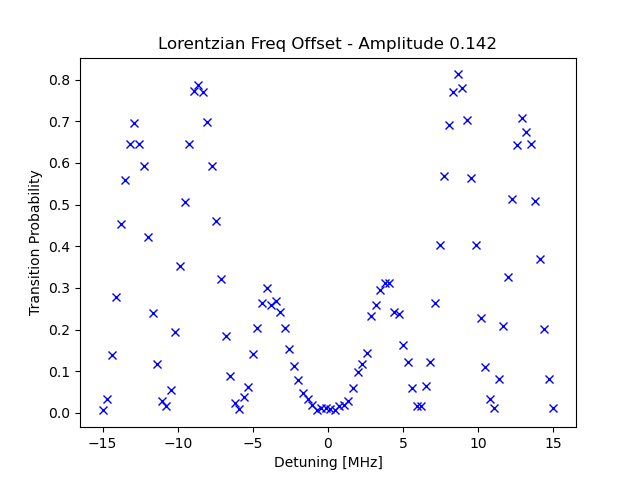 Lorentzian Freq Offset - Amplitude 0.142
Transition Probability
0.8
0.7
0.6
0.5
0.4
0.3
0.2
0.1
0.0
−15 −10 −5 0 5 10 15
Detuning [MHz]